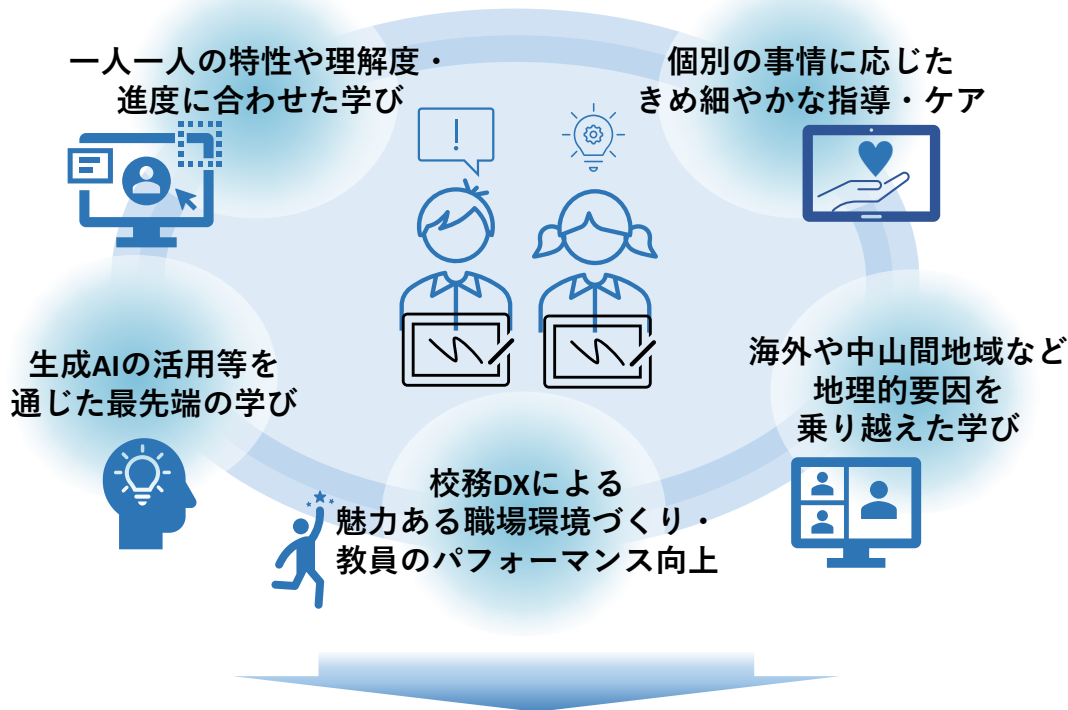 一人一人の特性や理解度・
進度に合わせた学び
個別の事情に応じた
きめ細やかな指導・ケア
生成AIの活用等を
通じた最先端の学び
海外や中山間地域など
地理的要因を
乗り越えた学び
校務DXによる
魅力ある職場環境づくり・
教員のパフォーマンス向上